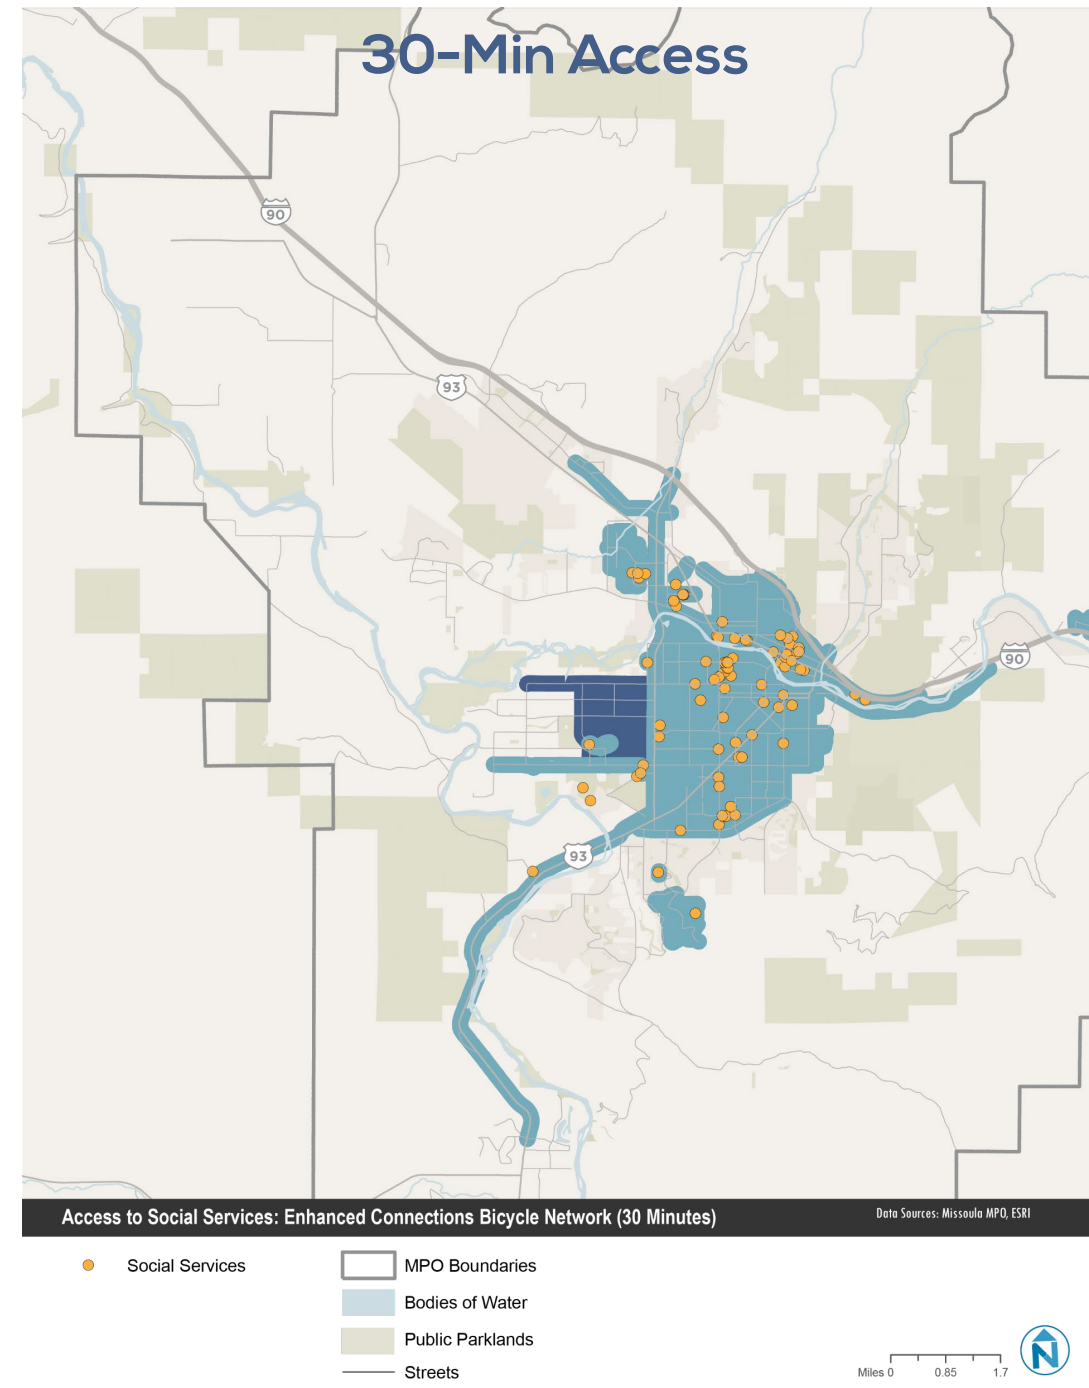 30-Min Access
90
93
90
93
Access to Social Services: Enhanced Connections Bicycle Network (30 Minutes)
Data Sources: Missoula MPO, ESRI
Social Services
MPO Boundaries
Bodies of Water
Public Parklands
Streets
Miles 0 0.85 1.7
N